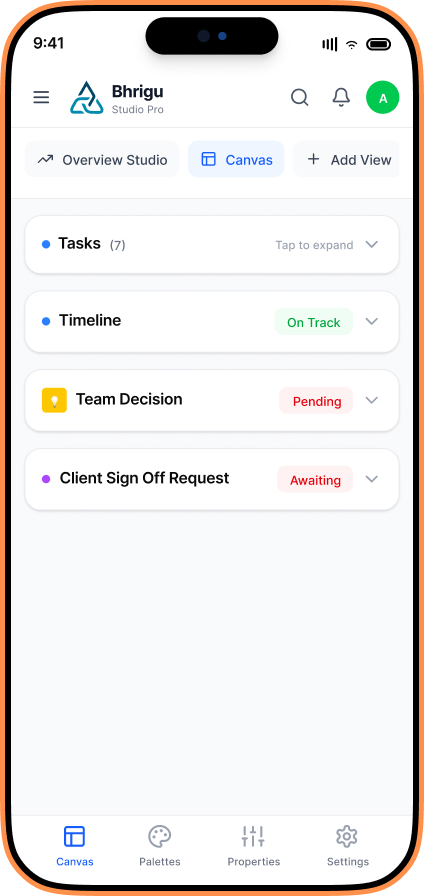 9:41
Bhrigu
Studio Pro
A
Overview Studio
Canvas
Add View
Tasks (7)
Tap to expand
Timeline
On Track
Team Decision
Pending
Client Sign Off Request
Awaiting
Canvas
Palettes
Properties
Settings